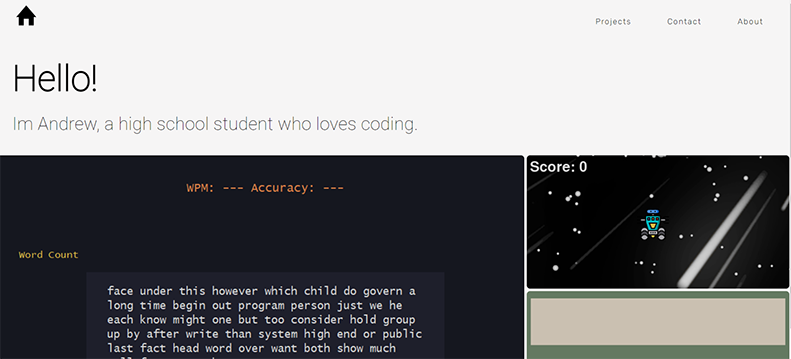 Projects Contact About
Hello!
Im Andrew, a high school student who loves coding.
WPM: --- Accuracy: ---
Score: 0
Word Count
face under this however which child do govern a
long time begin out program person just we he
each know might one but too consider hold group
up by after write than system high end or public
last fact head word over want both show much